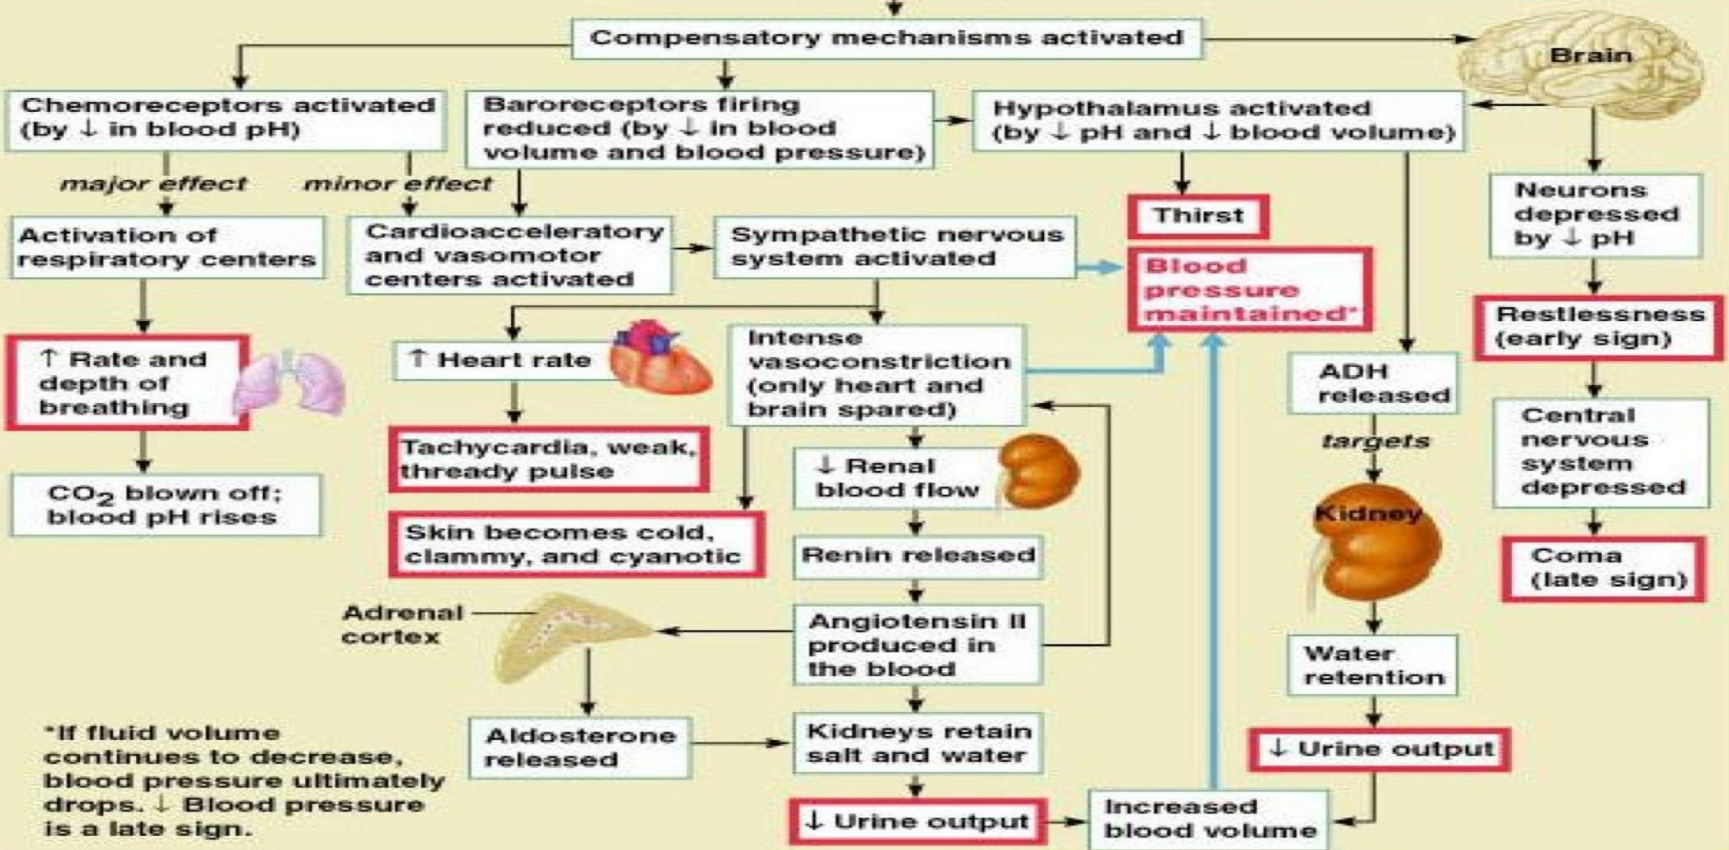 Compensatory mechanisms activated
Brain
Chemoreceptors activated
(by ↓ in blood pH)
Baroreceptors firing
reduced (by ↓ in blood
volume and blood pressure)
Hypothalamus activated
(by ↓ pH and ↓ blood volume)
major effect
minor effect
Activation of
respiratory centers
Cardioacceleratory
and vasomotor
centers activated
Sympathetic nervous
system activated
Thirst
Blood
pressure
maintained*
Neurons
depressed
by ↓ pH
↑ Rate and
depth of
breathing
↑ Heart rate
Intense
vasoconstriction
(only heart and
brain spared)
ADH
released
Restlessness
(early sign)
CO2 blown off;
blood pH rises
Tachycardia, weak,
thready pulse
↓ Renal
blood flow
targets
Central
nervous
system
depressed
Skin becomes cold,
clammy, and cyanotic
Renin released
Kidney
Coma
(late sign)
Adrenal
cortex
Angiotensin II
produced in
the blood
Water
retention
Aldosterone
released
Kidneys retain
salt and water
↓ Urine output
↓ Urine output
Increased
blood volume
*If fluid volume
continues to decrease,
blood pressure ultimately
drops. ↓ Blood pressure
is a late sign.